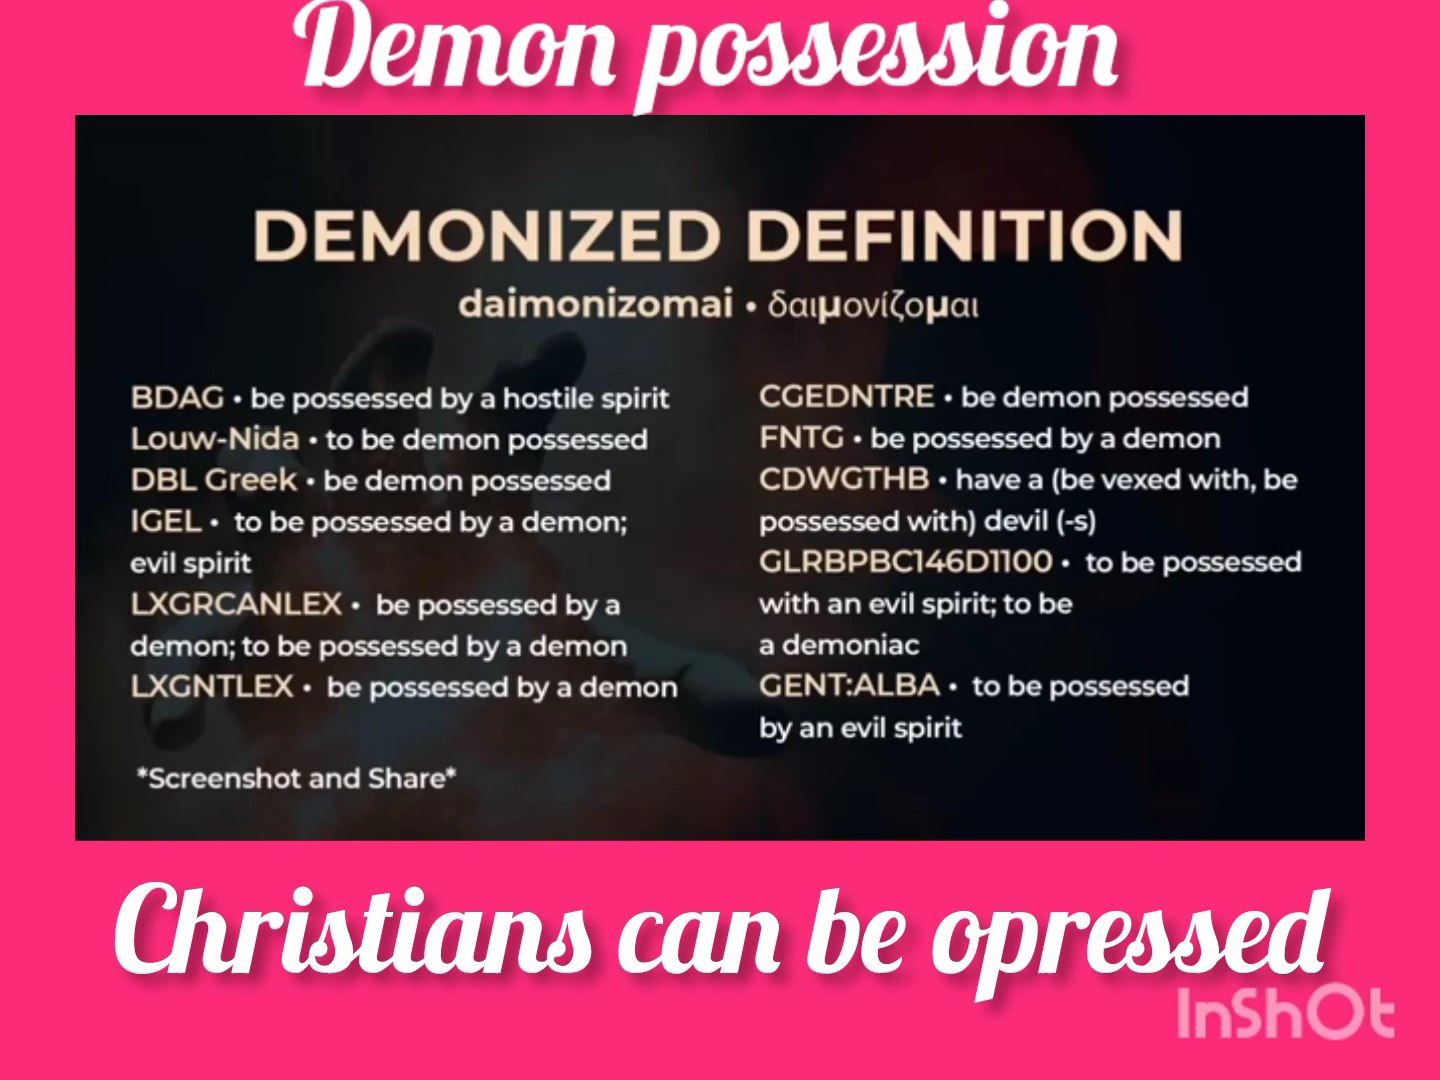 Demon possession
DEMONIZED DEFINITION
daimonizomai • δαιμονίζομαι
BDAG • be possessed by a hostile spirit
Louw-Nida • to be demon possessed
DBL Greek • be demon possessed
IGEL • to be possessed by a demon;
evil spirit
LXGRCANLEX • be possessed by a
demon; to be possessed by a demon
LXGNTLEX • be possessed by a demon
*Screenshot and Share*
CGEDNTRE • be demon possessed
FNTG • be possessed by a demon
CDWGTHB • have a (be vexed with, be
possessed with) devil (-s)
GLRBPBC146D1100 • to be possessed
with an evil spirit; to be
a demoniac
GENT:ALBA • to be possessed
by an evil spirit
Christians can be opressed
InShOt